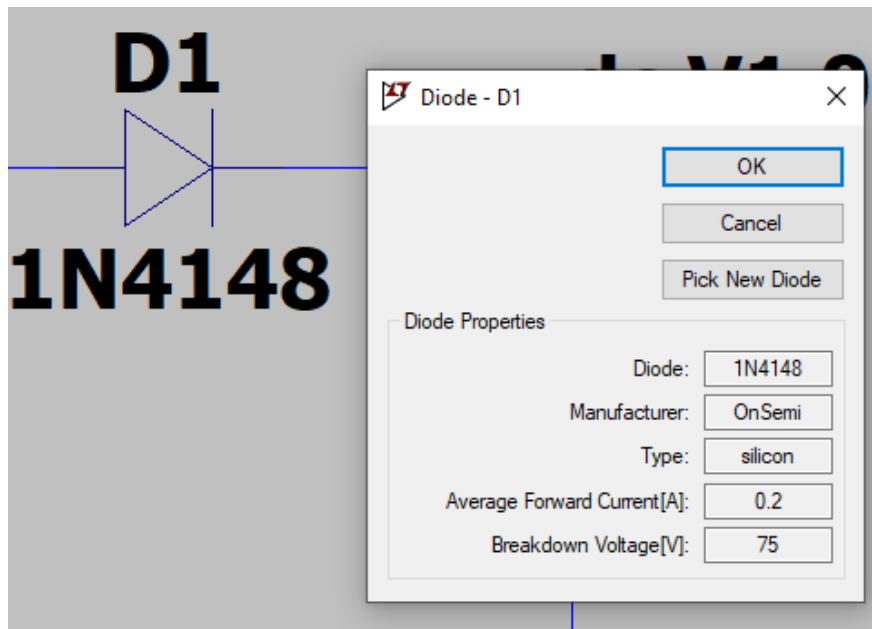 D1
1N4148
Diode - D1
OK
Cancel
Pick New Diode
Diode Properties
Diode: 1N4148
Manufacturer: OnSemi
Type: silicon
Average Forward Current[A]: 0.2
Breakdown Voltage[V]: 75